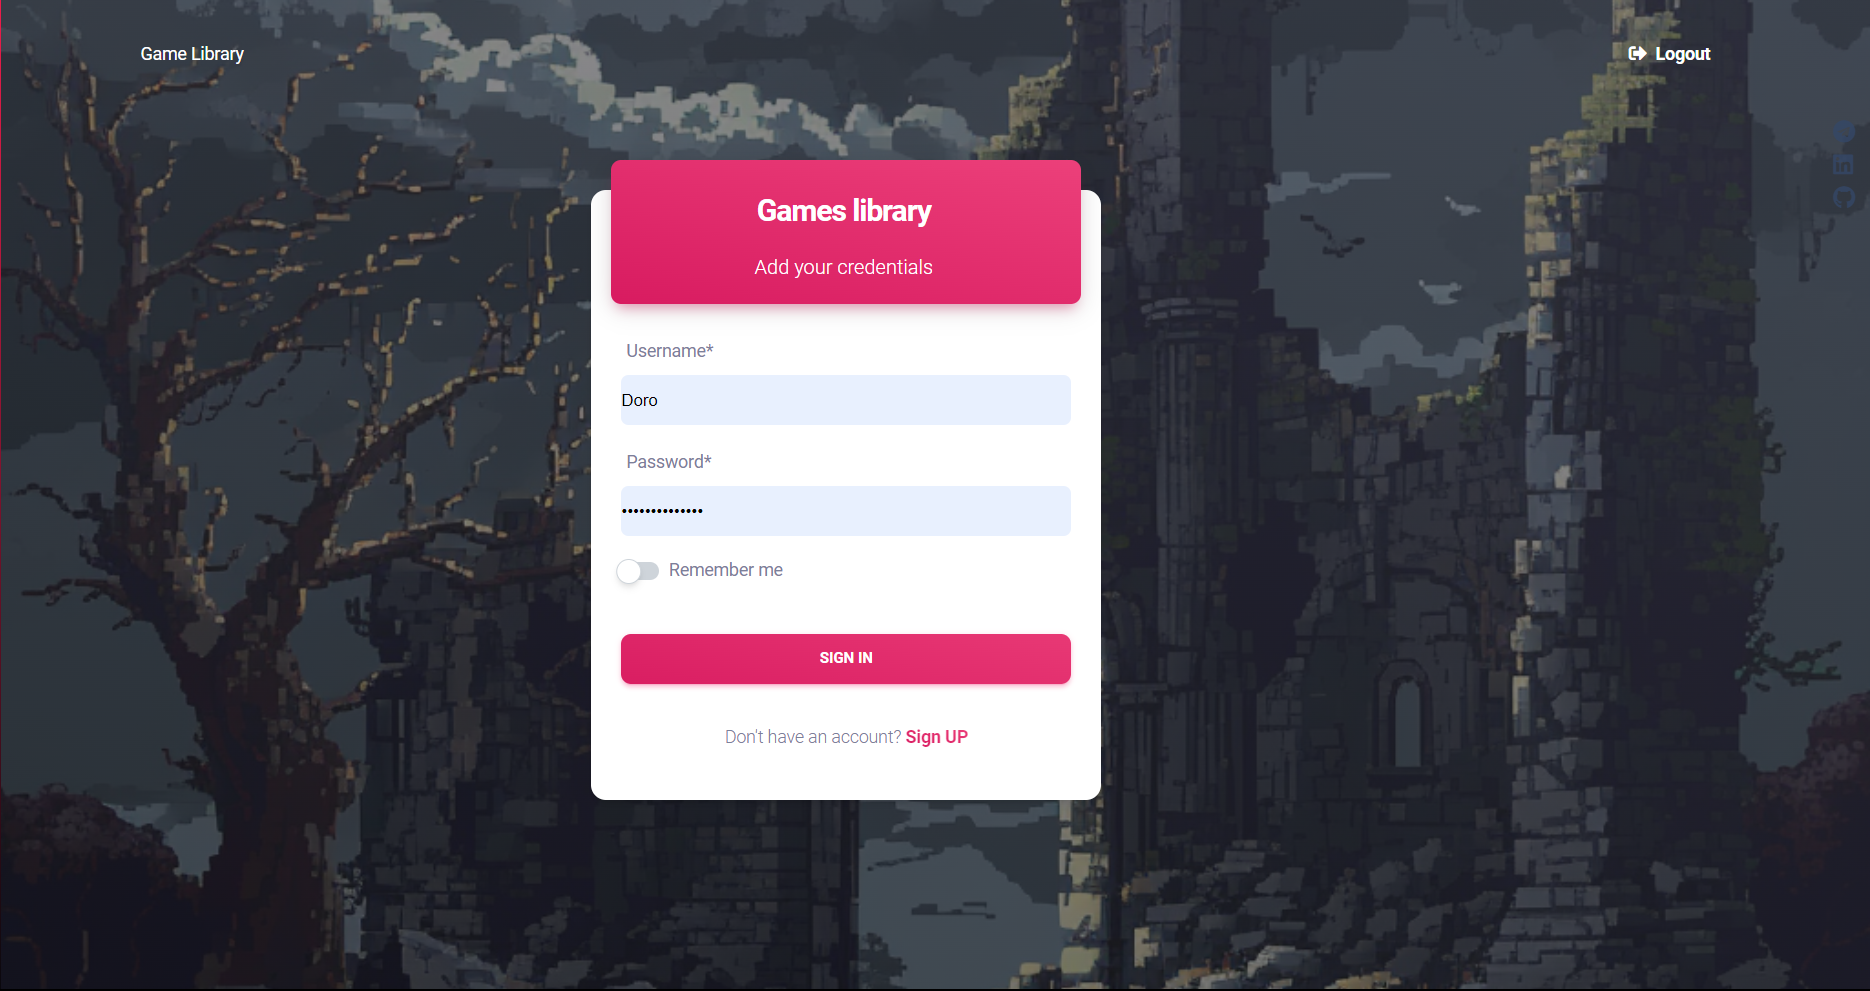 Game Library
Logout
Games library
Add your credentials
Username*
Doro
Password*
••••••••••••••
Remember me
SIGN IN
Don't have an account? Sign UP